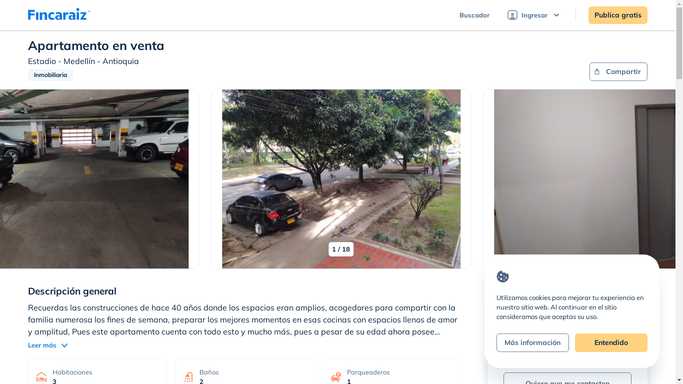 Fincaraiz
Buscador
Ingresar
Publica gratis
Apartamento en venta
Estadio - Medellín - Antioquia
Inmobiliaria
Compartir
1 / 18
Descripción general
Recuerdas las construcciones de hace 40 años donde los espacios eran amplios, acogedores para compartir con la
familia numerosa los fines de semana, preparar los mejores momentos en esas cocinas con espacios llenos de amor
y amplitud, Pues este apartamento cuenta con todo esto y mucho más, pues a pesar de su edad ahora posee...
Leer más
Habitaciones
3
Baños
2
Parqueaderos
1
Utilizamos cookies para mejorar tu experiencia en
nuestro sitio web. Al continuar en el sitio
consideramos que aceptas su uso.
Más información
Entendido
Quiero que me contacten